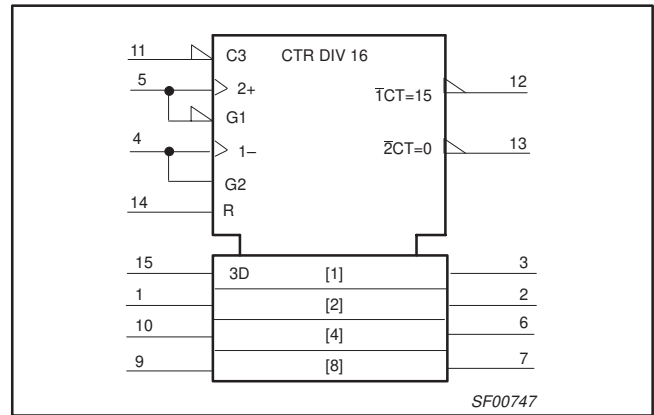 11 C3 CTR DIV 16
5 2+ 1̅CT=15 12
G1
4 1– 2̅CT=0 13
G2
14 R
15 3D [1] 3
1 [2] 2
10 [4] 6
9 [8] 7
SF00747